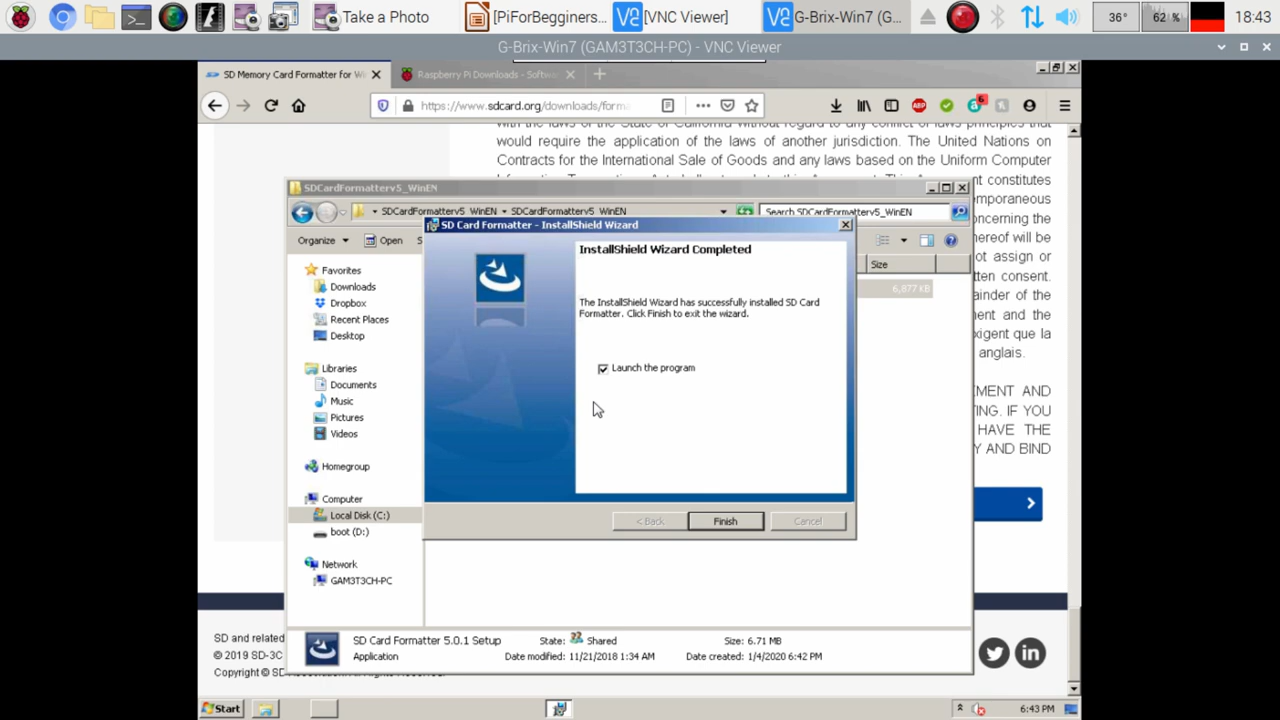 Take a Photo
[PiForBegginers...
[VNC Viewer]
G-Brix-Win7 (G...
36°
62 %
18:43
G-Brix-Win7 (GAM3T3CH-PC) - VNC Viewer
SD Memory Card Formatter for Wi
Raspberry Pi Downloads - Softw
https://www.sdcard.org/downloads/form
ABP
6
with the laws of the State of California without regard to any conflict of laws principles that
would require the application of the laws of another jurisdiction. The United Nations on
Contracts for the International Sale of Goods and any laws based on the Uniform Computer
nt constitutes
temporaneous
oncerning the
hereof will be
not assign or
tten consent.
ainder of the
ment and the
xigent que la
anglais.
EMENT AND
TING. IF YOU
HAVE THE
Y AND BIND
SDCardFormatterv5_WinEN
SDCardFormatterv5_WinEN
SDCardFormatterv5_WinEN
Search SDCardFormatterv5_WinEN
Organize
Open
S
Size
6,877 KB
Favorites
Downloads
Dropbox
Recent Places
Desktop
Libraries
Documents
Music
Pictures
Videos
Homegroup
Computer
Local Disk (C:)
boot (D:)
Network
GAM3T3CH-PC
SD Card Formatter - InstallShield Wizard
InstallShield Wizard Completed
The InstallShield Wizard has successfully installed SD Card
Formatter. Click Finish to exit the wizard.
Launch the program
< Back
Finish
Cancel
SD Card Formatter 5.0.1 Setup
State:
Shared
Size: 6.71 MB
Application
Date modified: 11/21/2018 1:34 AM
Date created: 1/4/2020 6:42 PM
SD and related
© 2019 SD-3C
Copyright © SD
Start
6:43 PM